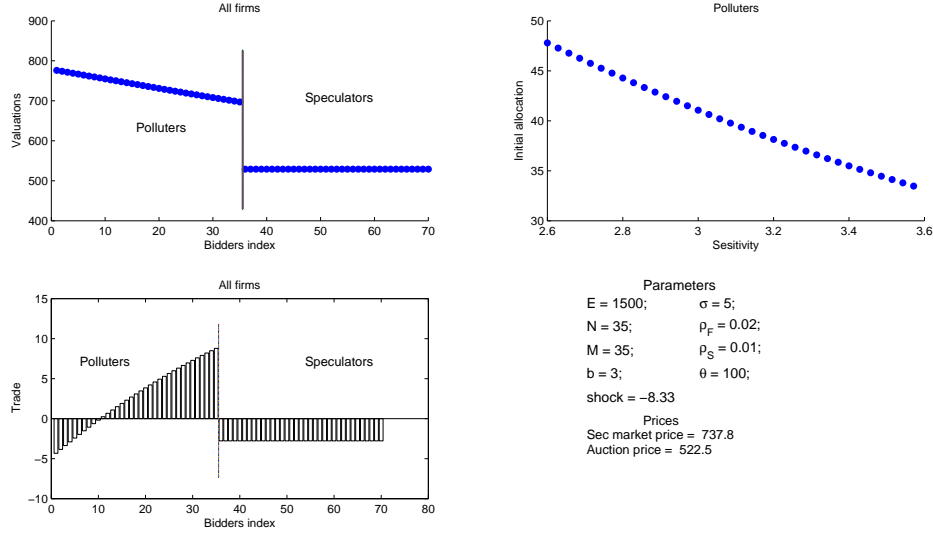 All firms
900
800
700
600
500
400
Valuations
Polluters
Speculators
0 10 20 30 40 50 60 70
Bidders index
Polluters
50
45
40
35
30
Initial allocation
2.6 2.8 3 3.2 3.4 3.6
Sesitivity
All firms
15
10
5
0
−5
−10
Trade
Polluters
Speculators
0 10 20 30 40 50 60 70 80
Bidders index
Parameters
E = 1500; σ = 5;
N = 35; ρF = 0.02;
M = 35; ρS = 0.01;
b = 3; θ = 100;
shock = −8.33
Prices
Sec market price = 737.8
Auction price = 522.5